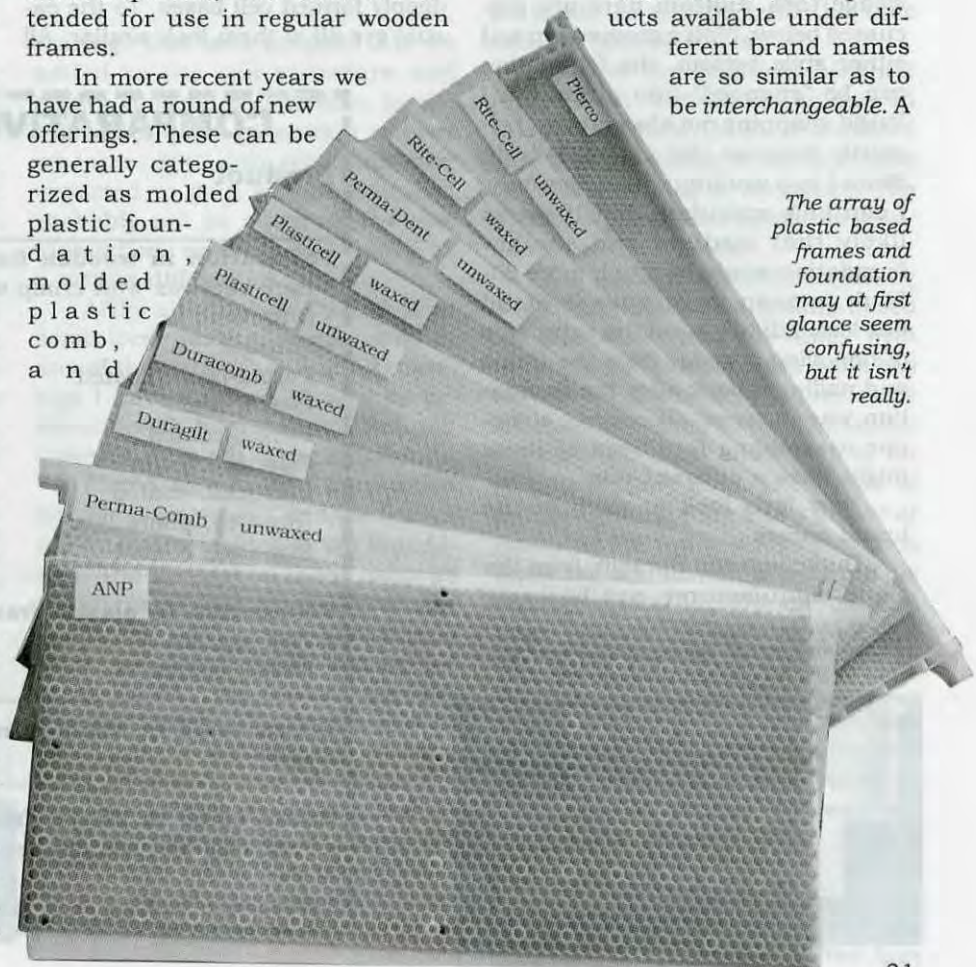 tended for use in regular wooden
frames.
In more recent years we
have had a round of new
offerings. These can be
generally catego-
rized as molded
plastic foun-
dation,
molded
plastic
comb,
and
ucts available under dif-
ferent brand names
are so similar as to
be interchangeable. A
The array of
plastic based
frames and
foundation
may at first
glance seem
confusing,
but it isn't
really.
Pierco
Rite-Cell unwaxed
Rite-Cell waxed
Perma-Dent unwaxed
Plasticell waxed
Plasticell unwaxed
Duracomb waxed
Duragilt waxed
Perma-Comb unwaxed
ANP